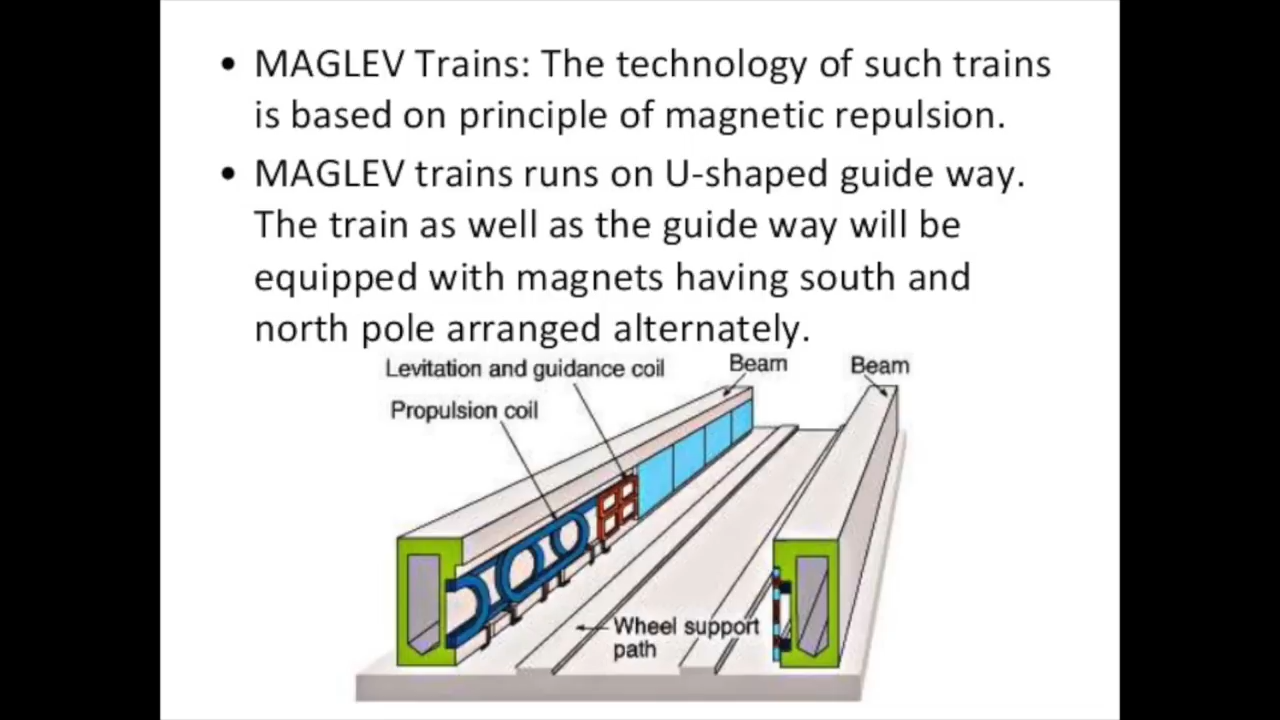 • MAGLEV Trains: The technology of such trains
is based on principle of magnetic repulsion.
• MAGLEV trains runs on U-shaped guide way.
The train as well as the guide way will be
equipped with magnets having south and
north pole arranged alternately.
Levitation and guidance coil
Beam
Beam
Propulsion coil
Wheel support
path